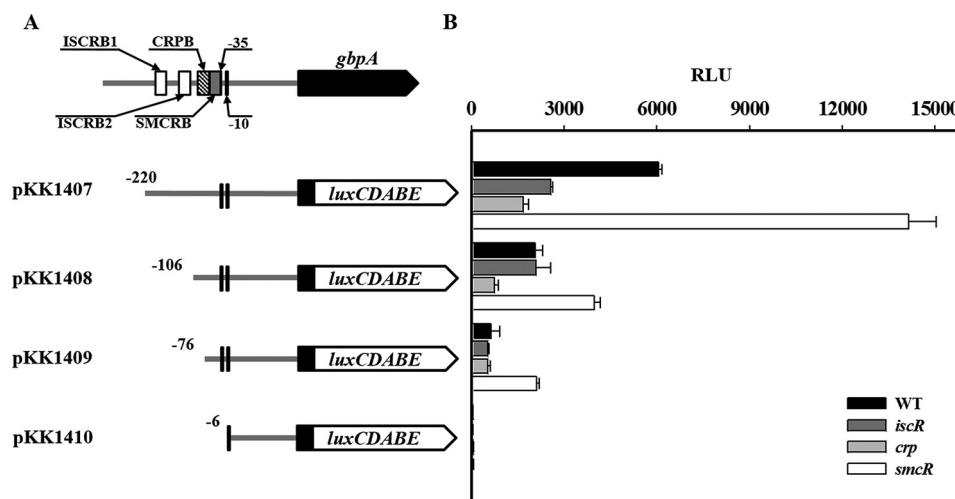 A
B
ISCRB1 CRPB -35 gbpA
ISCRB2 SMCRB -10
RLU
0 3000 6000 9000 12000 15000
pKK1407 -220 luxCDABE
pKK1408 -106 luxCDABE
pKK1409 -76 luxCDABE
pKK1410 -6 luxCDABE
WT
iscR
crp
smcR